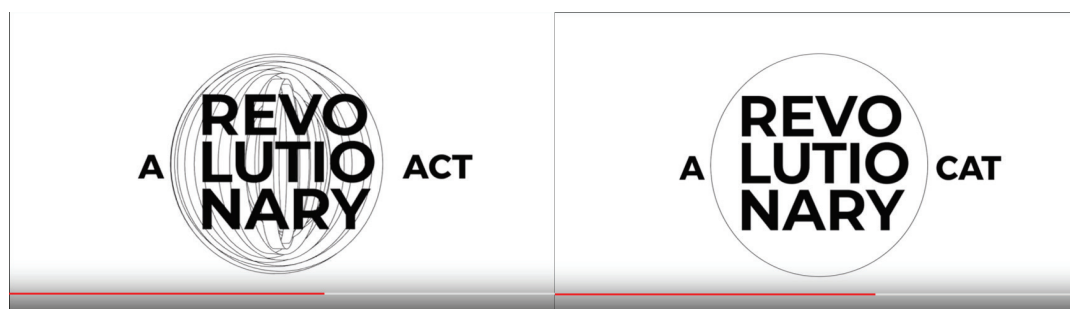 REVO
A LUTIO ACT
NARY
REVO
A LUTIO CAT
NARY